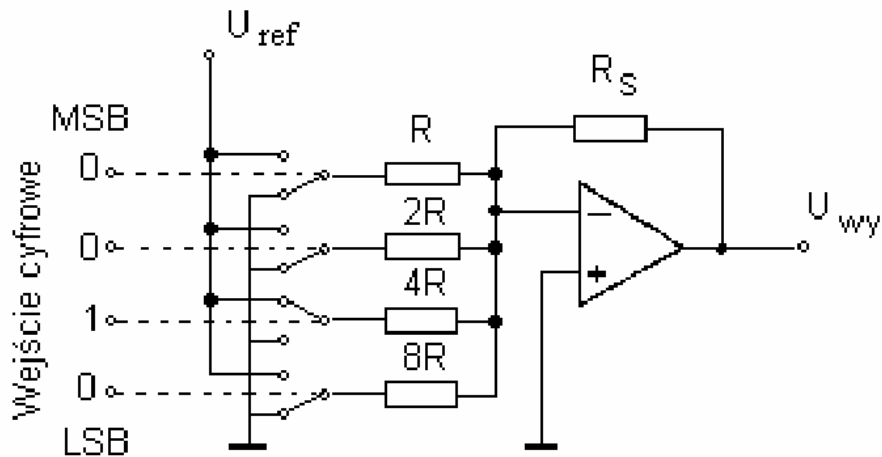 U ref
MSB
Wejście cyfrowe
0
0
1
0
LSB
R
2R
4R
8R
R S
−
+
U wy